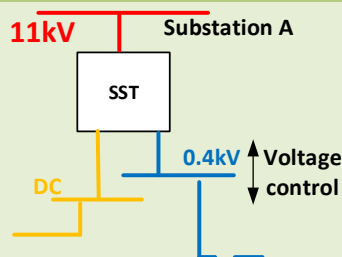 11kV
Substation A
SST
0.4kV
Voltage
control
DC